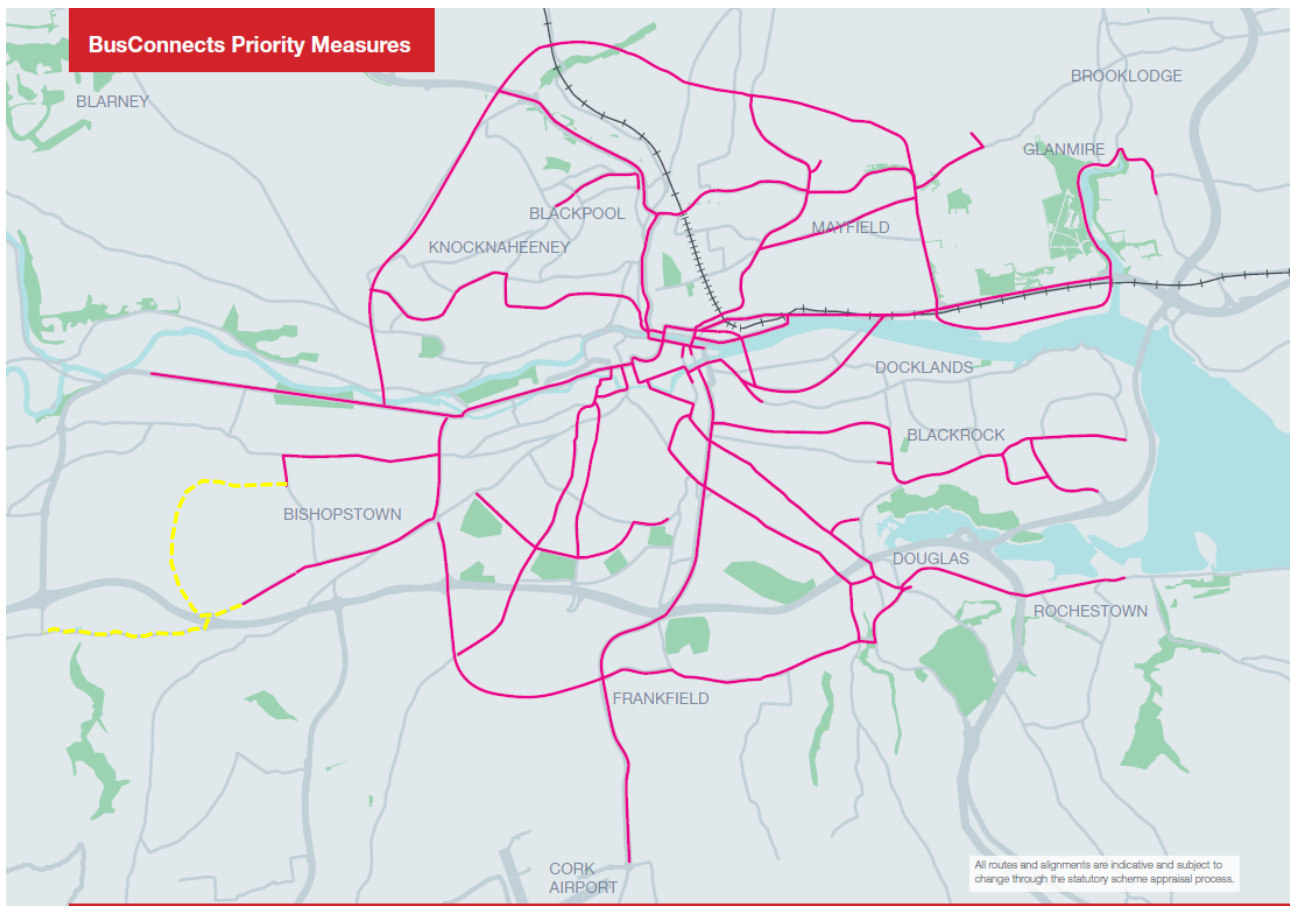 BusConnects Priority Measures
BROOKLODGE
BLARNEY
GLANMIRE
BLACKPOOL
MAYFIELD
KNOCKNAHEENEY
DOCKLANDS
BLACKROCK
BISHOPSTOWN
DOUGLAS
ROCHESTOWN
FRANKFIELD
CORK
AIRPORT
All routes and alignments are indicative and subject to
change through the statutory scheme appraisal process.